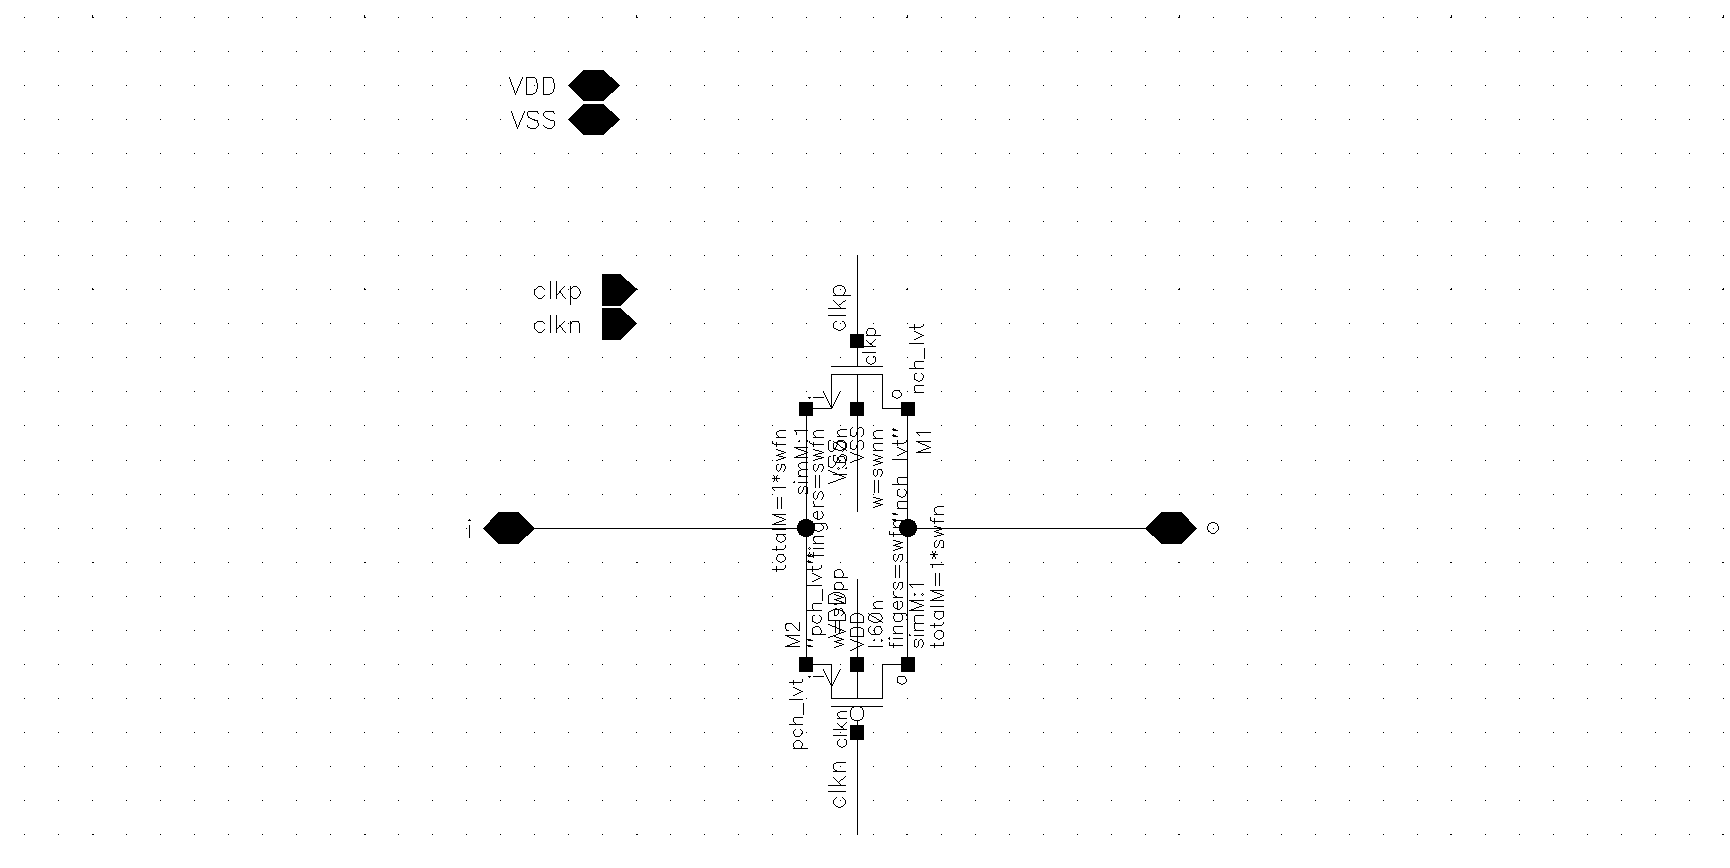 VDD
VSS
clkp
clkn
clkp
clkp
nch_lvt
i
o
M1
totalM=1*swfn
simM:1
fingers=swfn
VSS
l:60n
VSS
w=swnn
"nch_lvt"
i
o
M2
"pch_lvt"
w=swpp
VDD
VDD
l:60n
fingers=swfn
simM:1
totalM=1*swfn
i
o
pch_lvt
clkn
clkn